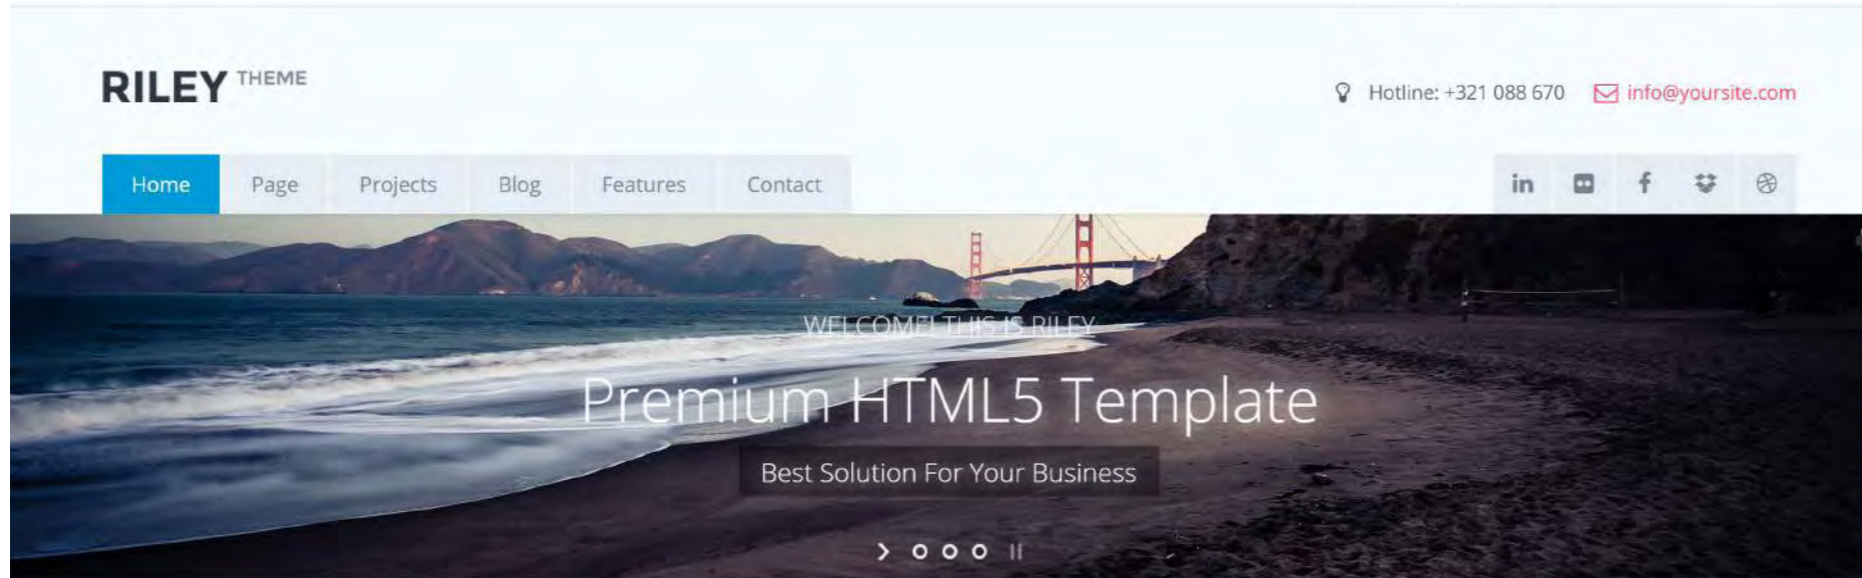 RILEY THEME
Hotline: +321 088 670 info@yoursite.com
Home Page Projects Blog Features Contact
WELCOME! THIS IS RILEY
Premium HTML5 Template
Best Solution For Your Business